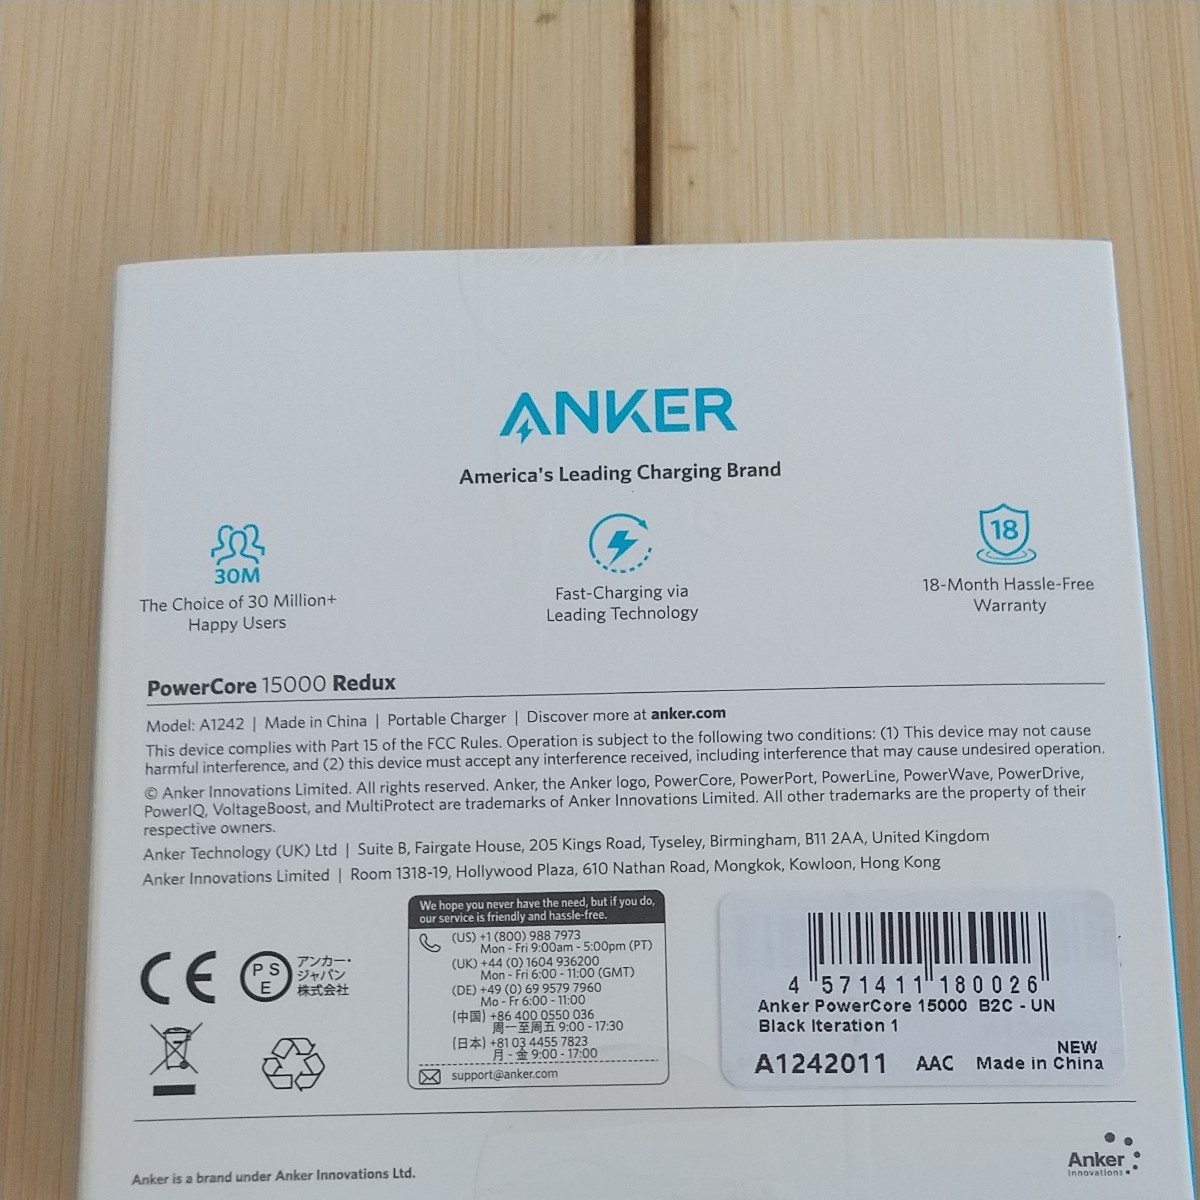 ANKER
America's Leading Charging Brand
30M
The Choice of 30 Million+
Happy Users
Fast-Charging via
Leading Technology
18
18-Month Hassle-Free
Warranty
PowerCore 15000 Redux
Model: A1242 | Made in China | Portable Charger | Discover more at anker.com
This device complies with Part 15 of the FCC Rules. Operation is subject to the following two conditions: (1) This device may not cause
harmful interference, and (2) this device must accept any interference received, including interference that may cause undesired operation.
© Anker Innovations Limited. All rights reserved. Anker, the Anker logo, PowerCore, PowerPort, PowerLine, PowerWave, PowerDrive,
PowerIQ, VoltageBoost, and MultiProtect are trademarks of Anker Innovations Limited. All other trademarks are the property of their
respective owners.
Anker Technology (UK) Ltd | Suite B, Fairgate House, 205 Kings Road, Tyseley, Birmingham, B11 2AA, United Kingdom
Anker Innovations Limited | Room 1318-19, Hollywood Plaza, 610 Nathan Road, Mongkok, Kowloon, Hong Kong
CE
PS
E
アンカー・
ジャパン
株式会社
We hope you never have the need, but if you do,
our service is friendly and hassle-free.
(US) +1 (800) 988 7973
Mon - Fri 9:00am - 5:00pm (PT)
(UK) +44 (0) 1604 936200
Mon - Fri 6:00 - 11:00 (GMT)
(DE) +49 (0) 69 9579 7960
Mo - Fr 6:00 - 11:00
(中国) +86 400 0550 036
周一至周五 9:00 - 17:30
(日本) +81 03 4455 7823
月 - 金 9:00 - 17:00
support@anker.com
4 571411 180026
Anker PowerCore 15000 B2C - UN
Black Iteration 1
NEW
A1242011 AAC Made in China
Anker is a brand under Anker Innovations Ltd.
Anker
Innovations